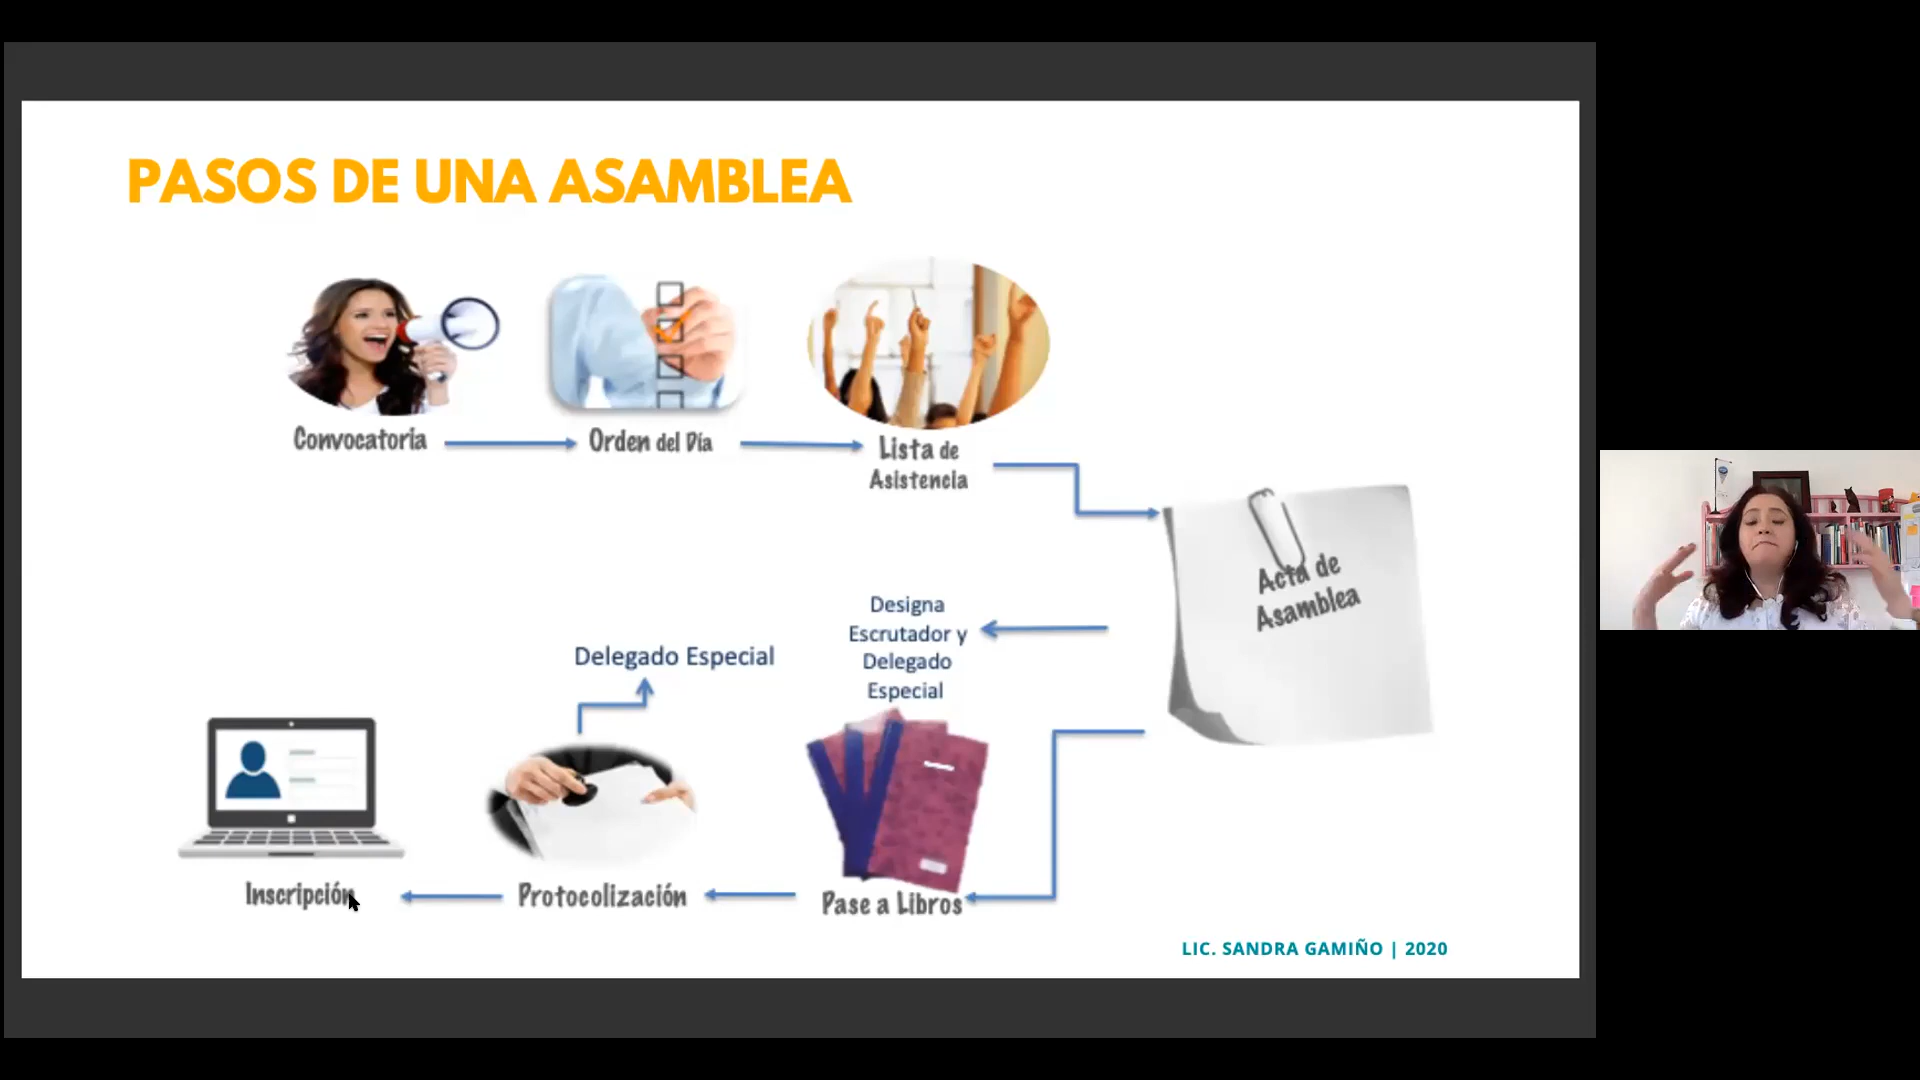 PASOS DE UNA ASAMBLEA
Convocatoria
Orden del Día
Lista de
Asistencia
Acta de
Asamblea
Designa
Escrutador y
Delegado
Especial
Delegado Especial
Inscripción
Protocolización
Pase a Libros
LIC. SANDRA GAMIÑO | 2020